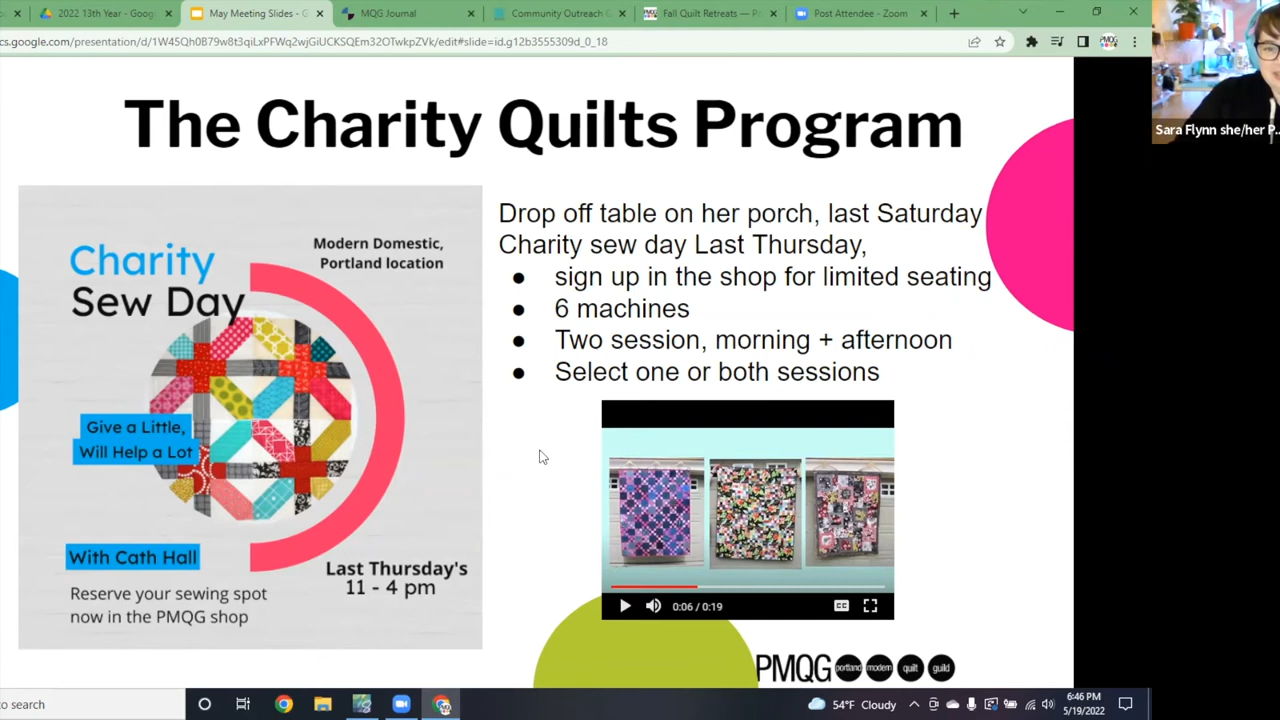 2022 13th Year - Goog
May Meeting Slides - G
MQG Journal
Community Outreach G
Fall Quilt Retreats — Po
Post Attendee - Zoom
cs.google.com/presentation/d/1W45Qh0B79w8t3qiLxPFWq2wjGiUCKSQEm32OTwkpZVk/edit#slide=id.g12b3555309d_0_18
Sara Flynn she/her P...
The Charity Quilts Program
Charity
Sew Day
Modern Domestic,
Portland location
Give a Little,
Will Help a Lot
With Cath Hall
Last Thursday's
11 - 4 pm
Reserve your sewing spot
now in the PMQG shop
Drop off table on her porch, last Saturday
Charity sew day Last Thursday,
● sign up in the shop for limited seating
● 6 machines
● Two session, morning + afternoon
● Select one or both sessions
0:06 / 0:19
CC
PMQG portland modern quilt guild
to search
54°F Cloudy
6:46 PM
5/19/2022